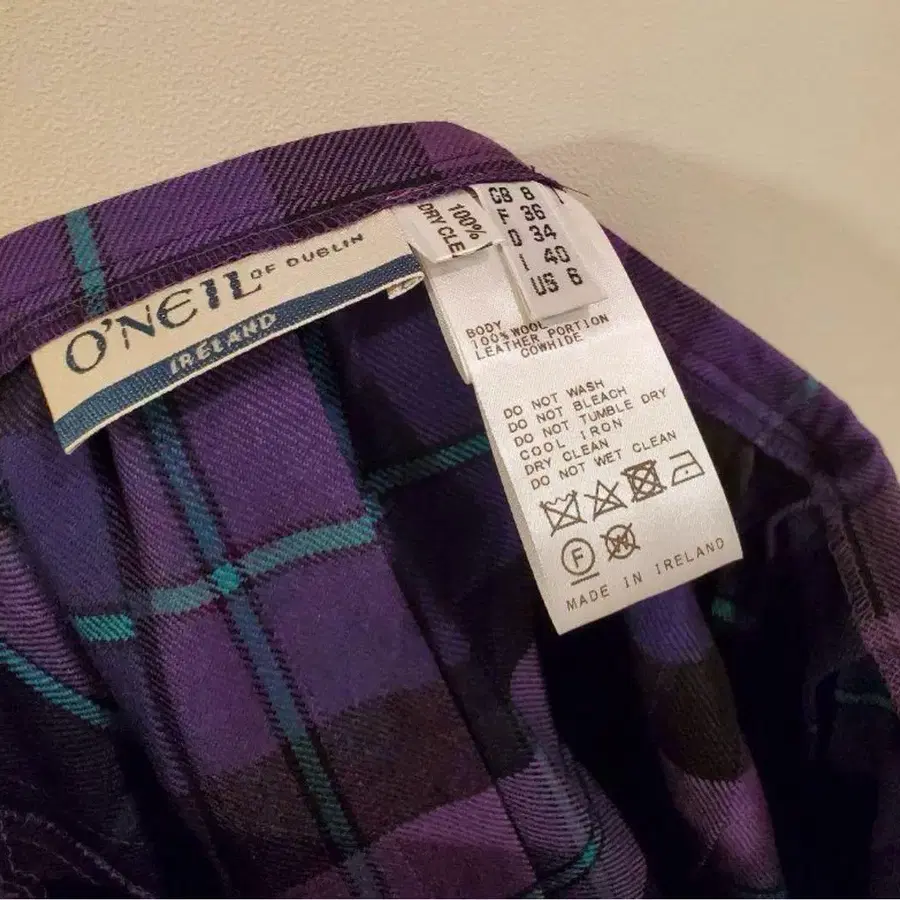 O'NEIL OF DUBLIN
IRELAND
100%
DRY CLE
GB 8
F 36
D 34
I 40
US 6
BODY
100% WOOL
LEATHER PORTION
COWHIDE
DO NOT WASH
DO NOT BLEACH
DO NOT TUMBLE DRY
COOL IRON
DRY CLEAN
DO NOT WET CLEAN
F W
MADE IN IRELAND